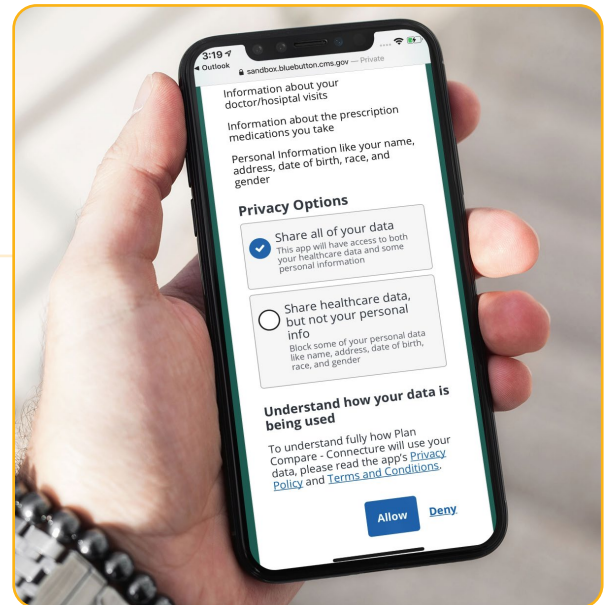 3:19
Outlook
sandbox.bluebutton.cms.gov — Private
Information about your
doctor/hosiptal visits
Information about the prescription
medications you take
Personal Information like your name,
address, date of birth, race, and
gender
Privacy Options
Share all of your data
This app will have access to both
your healthcare data and some
personal information
Share healthcare data,
but not your personal
info
Block some of your personal data
like name, address, date of birth,
race, and gender
Understand how your data is
being used
To understand fully how Plan
Compare - Connecture will use your
data, please read the app's Privacy
Policy and Terms and Conditions.
Allow
Deny